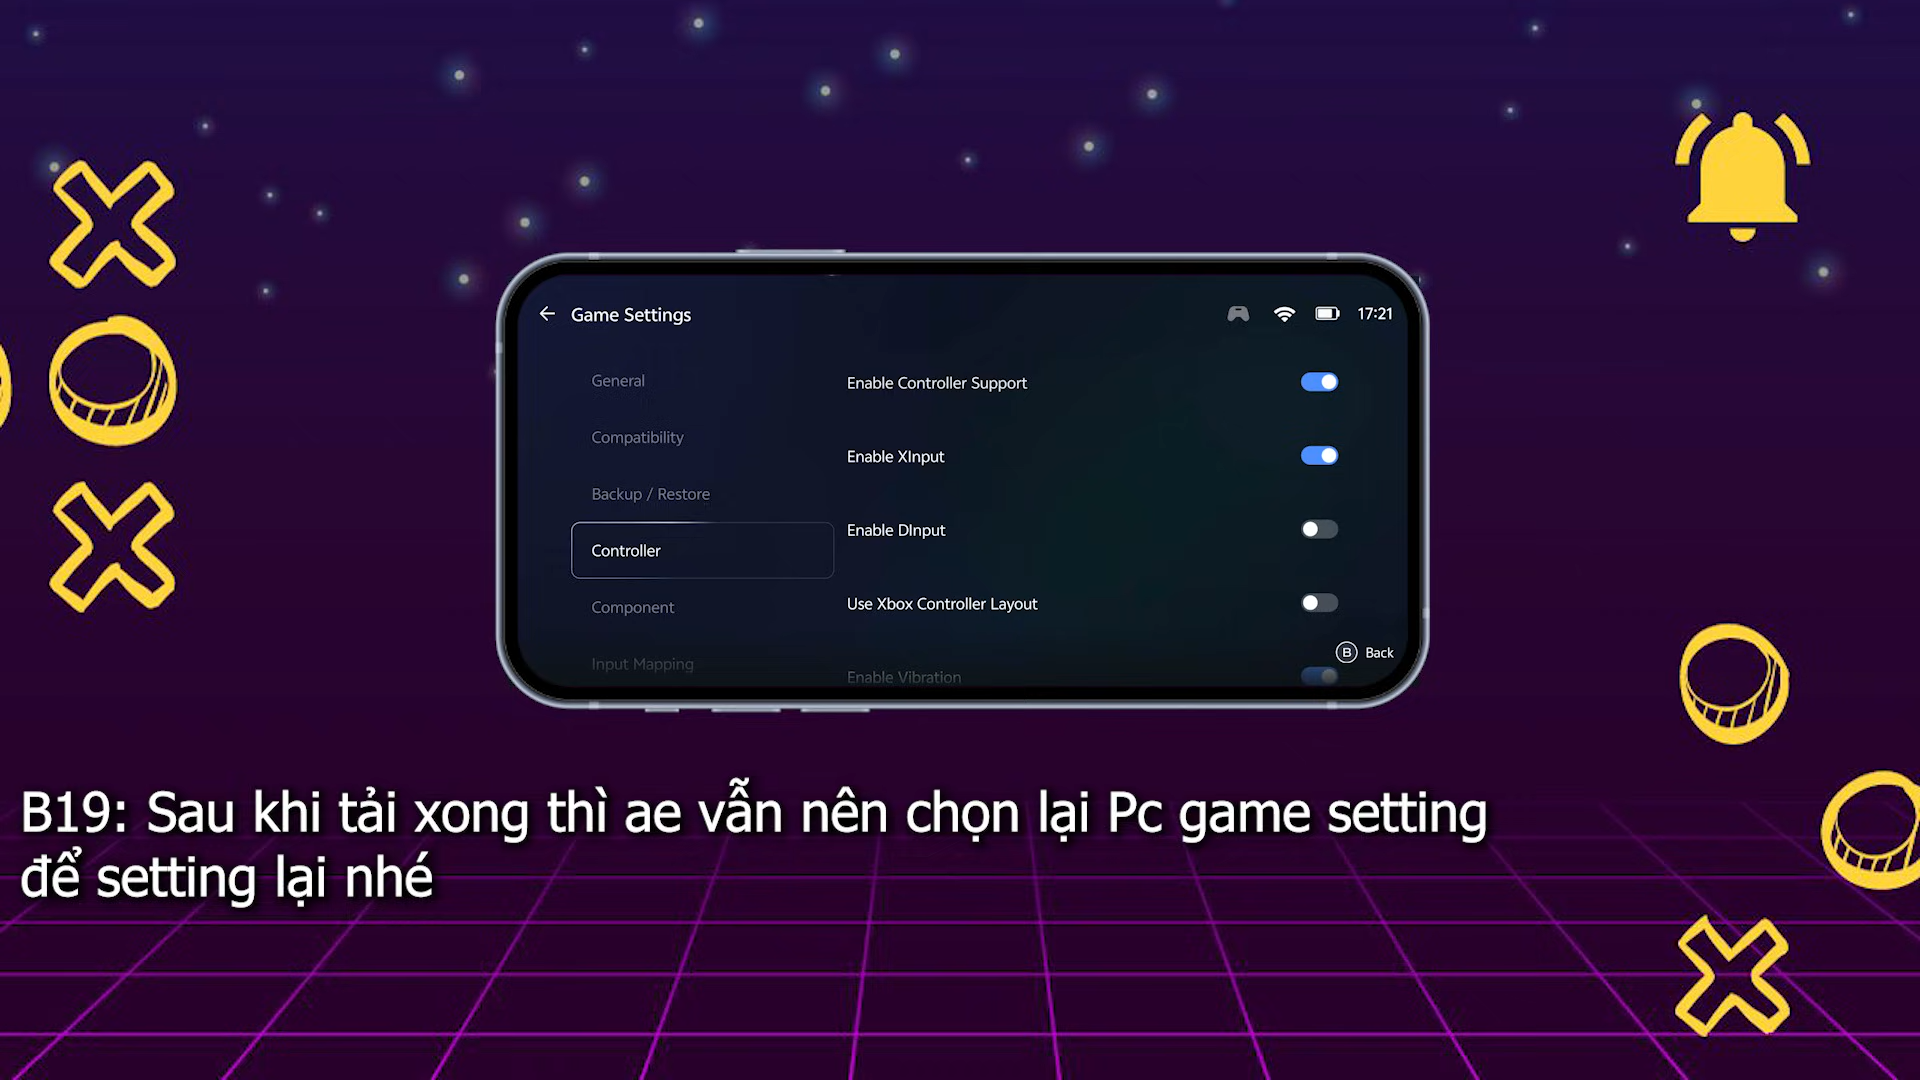 Game Settings
17:21
General
Enable Controller Support
Compatibility
Enable XInput
Backup / Restore
Enable DInput
Controller
Component
Use Xbox Controller Layout
Input Mapping
Enable Vibration
B Back
B19: Sau khi tải xong thì ae vẫn nên chọn lại Pc game setting
để setting lại nhé